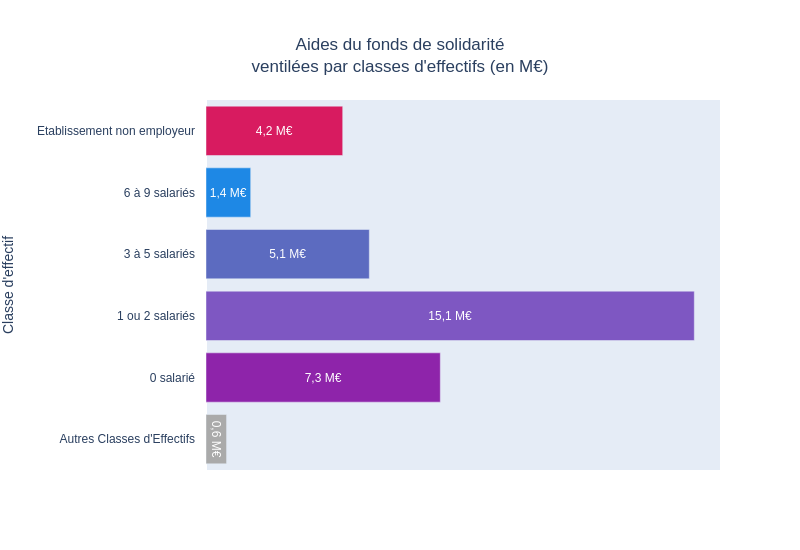 Aides du fonds de solidarité
ventilées par classes d'effectifs (en M€)
Classe d'effectif
Etablissement non employeur
4,2 M€
6 à 9 salariés
1,4 M€
3 à 5 salariés
5,1 M€
1 ou 2 salariés
15,1 M€
0 salarié
7,3 M€
Autres Classes d'Effectifs
0,6 M€